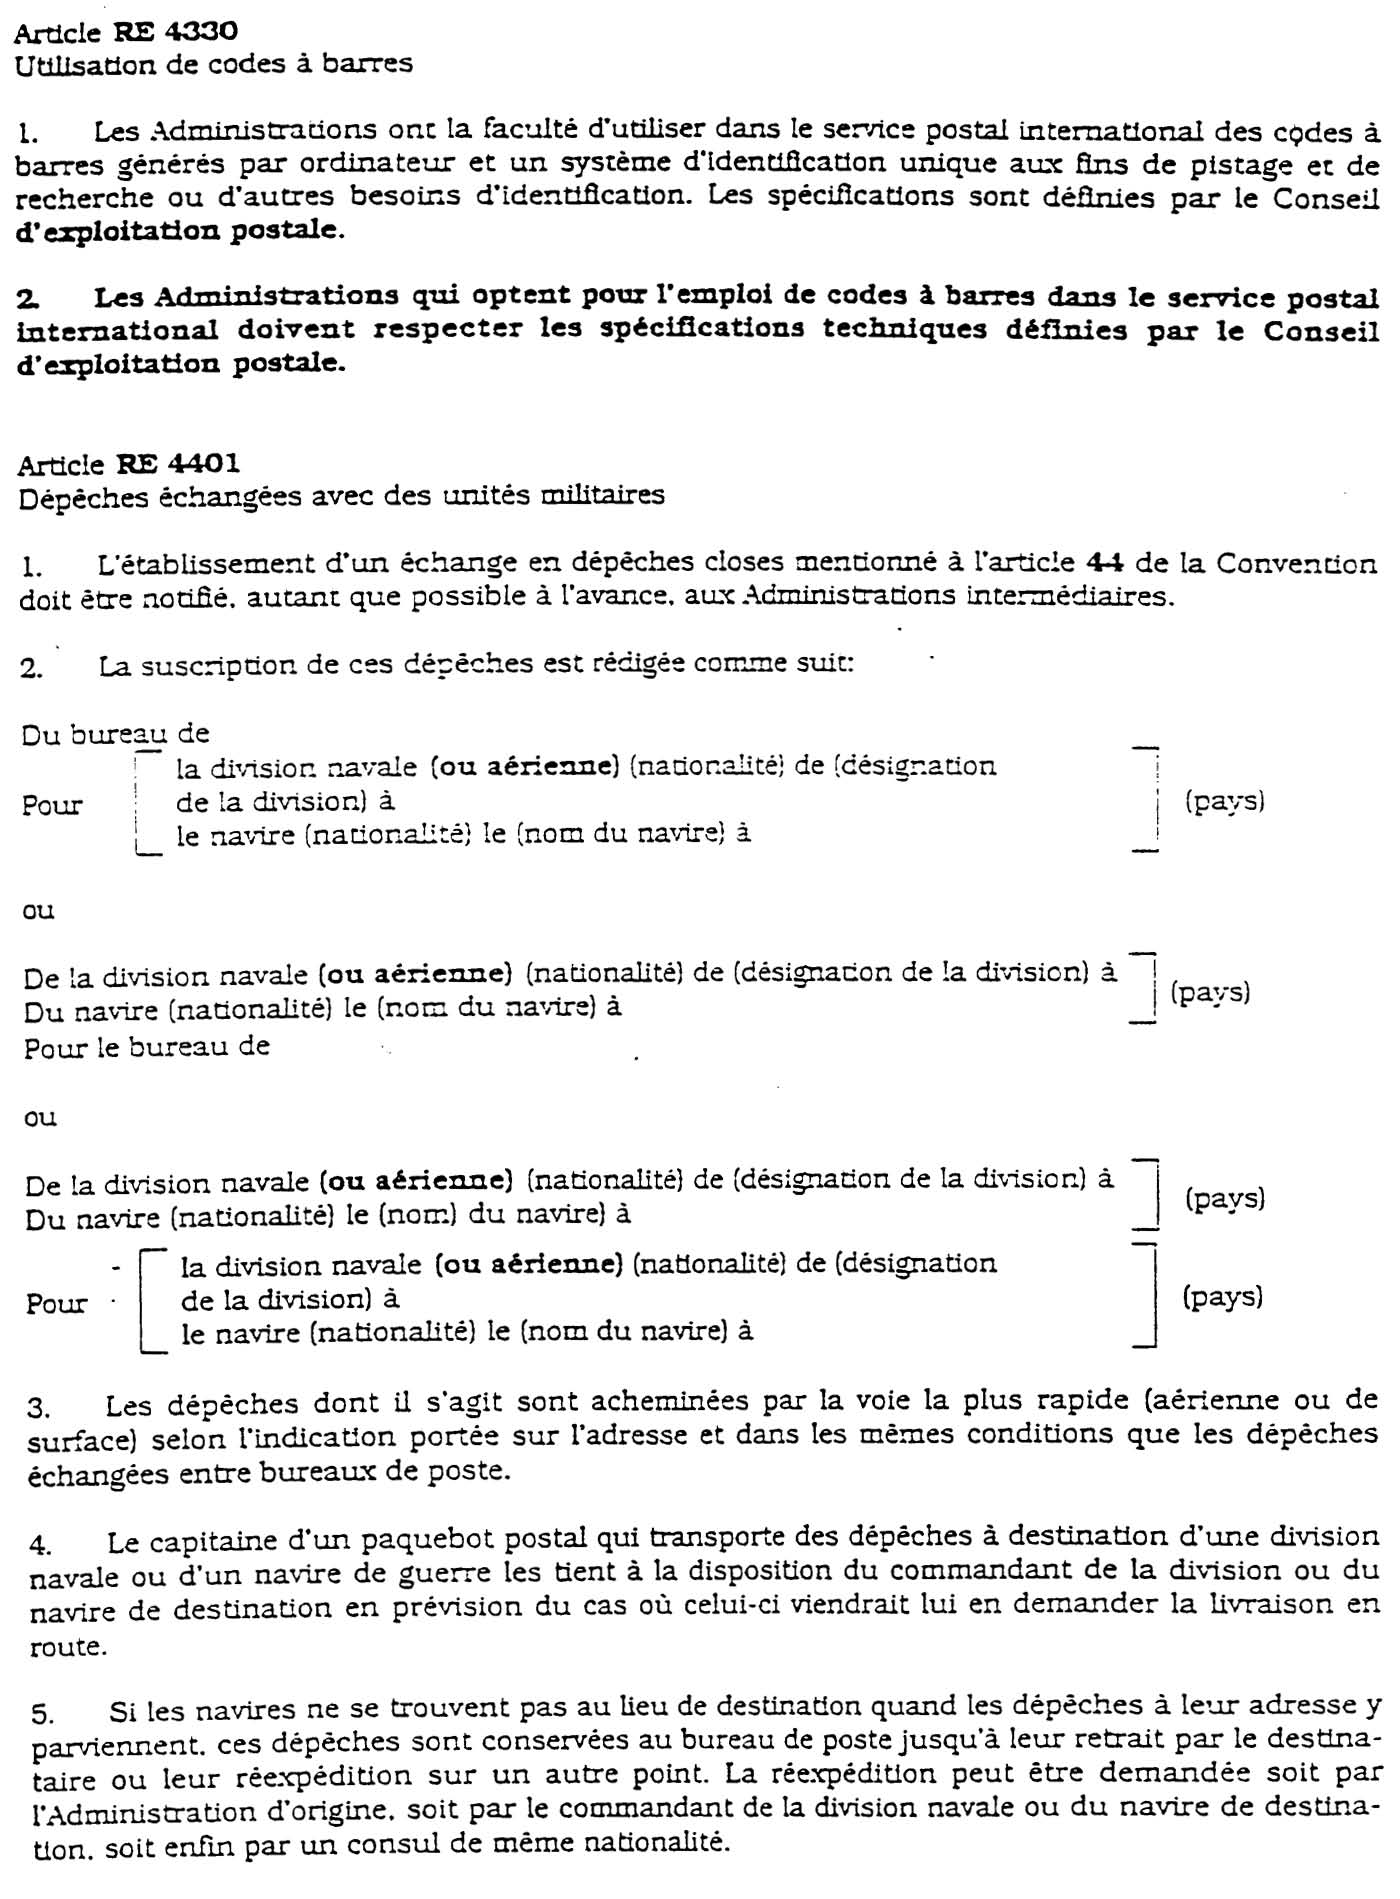 Article RE 4330
Utilisation de codes à barres
1. Les Administrations ont la faculté d'utiliser dans le service postal international des codes à
barres générés par ordinateur et un système d'identification unique aux fins de pistage et de
recherche ou d'autres besoins d'identification. Les spécifications sont définies par le Conseil
d'exploitation postale.
2. Les Administrations qui optent pour l'emploi de codes à barres dans le service postal
international doivent respecter les spécifications techniques définies par le Conseil
d'exploitation postale.
Article RE 4401
Dépêches échangées avec des unités militaires
1. L'établissement d'un échange en dépêches closes mentionné à l'article 44 de la Convention
doit être notifié, autant que possible à l'avance, aux Administrations intermédiaires.
2. La suscription de ces dépêches est rédigée comme suit:
Du bureau de
la division navale (ou aérienne) (nationalité) de (désignation
Pour de la division) à (pays)
le navire (nationalité) le (nom du navire) à
ou
De la division navale (ou aérienne) (nationalité) de (désignation de la division) à
(pays)
Du navire (nationalité) le (nom du navire) à
Pour le bureau de
ou
De la division navale (ou aérienne) (nationalité) de (désignation de la division) à
(pays)
Du navire (nationalité) le (nom) du navire) à
la division navale (ou aérienne) (nationalité) de (désignation
Pour de la division) à (pays)
le navire (nationalité) le (nom du navire) à
3. Les dépêches dont il s'agit sont acheminées par la voie la plus rapide (aérienne ou de
surface) selon l'indication portée sur l'adresse et dans les mêmes conditions que les dépêches
échangées entre bureaux de poste.
4. Le capitaine d'un paquebot postal qui transporte des dépêches à destination d'une division
navale ou d'un navire de guerre les tient à la disposition du commandant de la division ou du
navire de destination en prévision du cas où celui-ci viendrait lui en demander la livraison en
route.
5. Si les navires ne se trouvent pas au lieu de destination quand les dépêches à leur adresse y
parviennent, ces dépêches sont conservées au bureau de poste jusqu'à leur retrait par le destina-
taire ou leur réexpédition sur un autre point. La réexpédition peut être demandée soit par
l'Administration d'origine, soit par le commandant de la division navale ou du navire de destina-
tion, soit enfin par un consul de même nationalité.